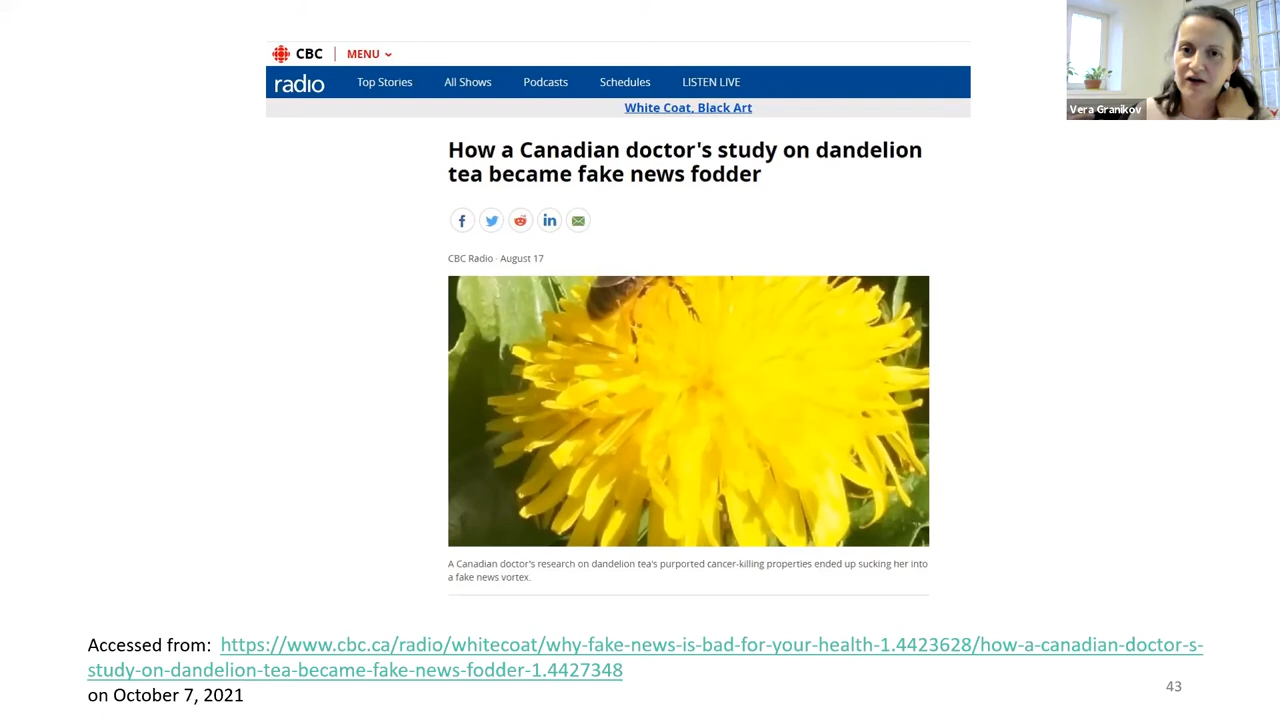 CBC MENU
radio Top Stories All Shows Podcasts Schedules LISTEN LIVE
White Coat, Black Art
How a Canadian doctor's study on dandelion
tea became fake news fodder
CBC Radio · August 17
A Canadian doctor's research on dandelion tea's purported cancer-killing properties ended up sucking her into
a fake news vortex.
Accessed from: https://www.cbc.ca/radio/whitecoat/why-fake-news-is-bad-for-your-health-1.4423628/how-a-canadian-doctor-s-
study-on-dandelion-tea-became-fake-news-fodder-1.4427348
on October 7, 2021
43
Vera Granikov